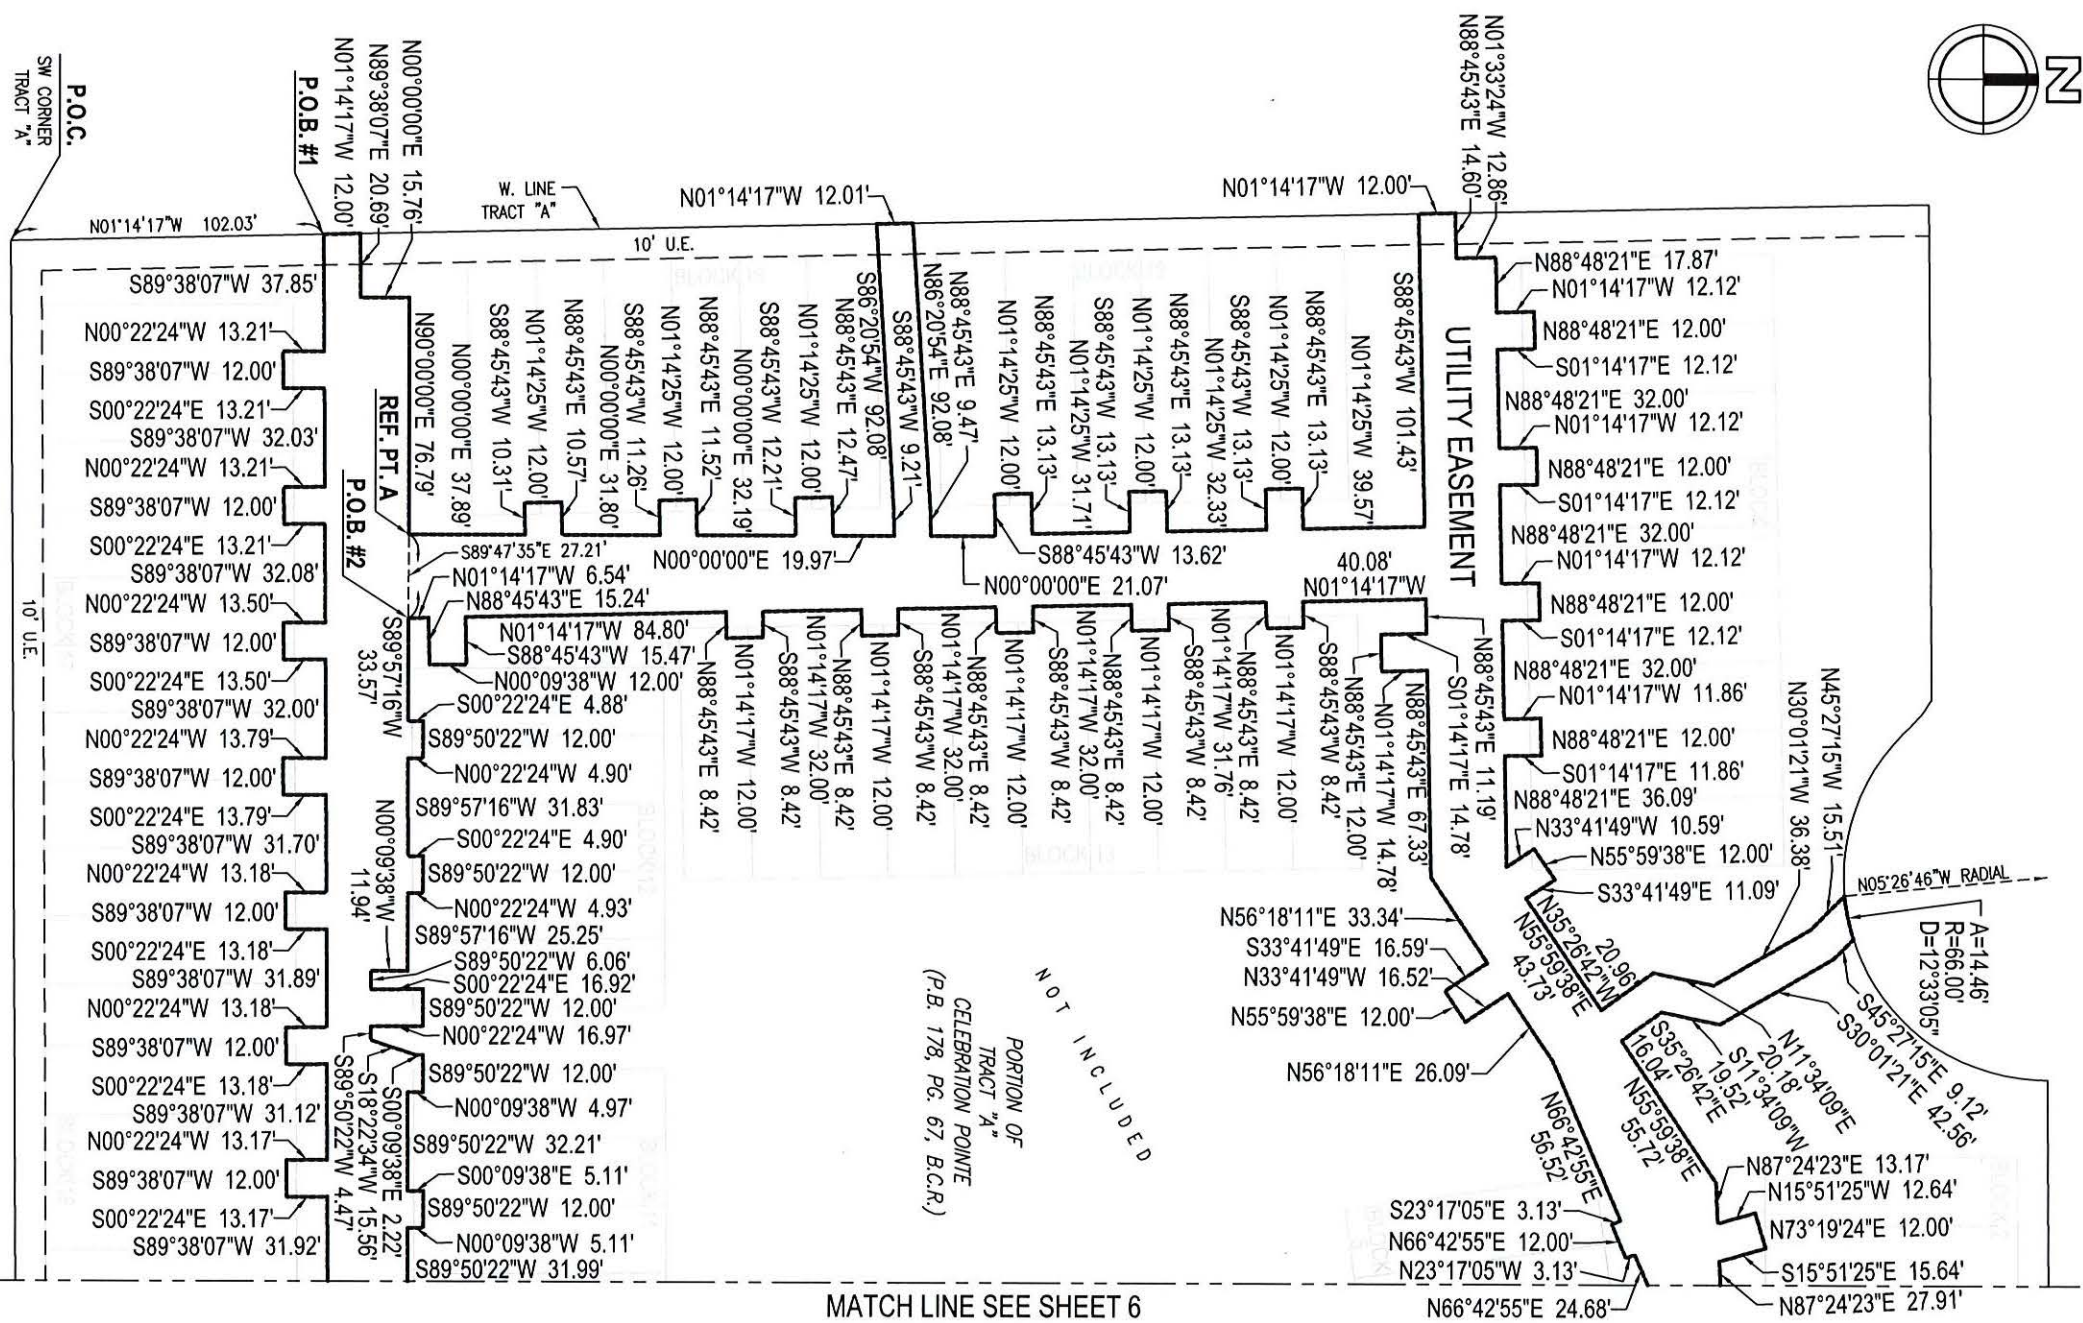 N
P.O.C.
SW CORNER
TRACT "A"
P.O.B. #1
N01°14'17"W 12.00'
N89°38'07"E 20.69'
N00°00'00"E 15.76'
N01°14'17"W 102.03'
W. LINE
TRACT "A"
10' U.E.
N01°14'17"W 12.01'
N01°14'17"W 12.00'
N88°45'43"E 14.60'
N01°33'24"W 12.86'
S89°38'07"W 37.85'
N00°22'24"W 13.21'
S89°38'07"W 12.00'
S00°22'24"E 13.21'
S89°38'07"W 32.03'
N00°22'24"W 13.21'
S89°38'07"W 12.00'
S00°22'24"E 13.21'
S89°38'07"W 32.08'
N00°22'24"W 13.50'
S89°38'07"W 12.00'
S00°22'24"E 13.50'
S89°38'07"W 32.00'
N00°22'24"W 13.79'
S89°38'07"W 12.00'
S00°22'24"E 13.79'
S89°38'07"W 31.70'
N00°22'24"W 13.18'
S89°38'07"W 12.00'
S00°22'24"E 13.18'
S89°38'07"W 31.89'
N00°22'24"W 13.18'
S89°38'07"W 12.00'
S00°22'24"E 13.18'
S89°38'07"W 31.12'
N00°22'24"W 13.17'
S89°38'07"W 12.00'
S00°22'24"E 13.17'
S89°38'07"W 31.92'
10' U.E.
REF. PT. A
P.O.B. #2
N90°00'00"E 76.79'
N00°00'00"E 37.89'
S88°45'43"W 10.31'
N01°14'25"W 12.00'
N88°45'43"E 10.57'
N00°00'00"E 31.80'
S88°45'43"W 11.26'
N01°14'25"W 12.00'
N88°45'43"E 11.52'
N00°00'00"E 32.19'
S88°45'43"W 12.21'
N01°14'25"W 12.00'
N88°45'43"E 12.47'
N00°00'00"E 19.97'
S86°20'54"W 92.08'
S88°45'43"W 9.21'
N86°20'54"E 92.08'
N88°45'43"E 9.47'
N00°00'00"E 21.07'
S88°45'43"W 13.62'
N01°14'25"W 12.00'
N88°45'43"E 13.13'
N01°14'25"W 31.71'
S88°45'43"W 13.13'
N01°14'25"W 12.00'
N88°45'43"E 13.13'
N01°14'25"W 32.33'
S88°45'43"W 13.13'
N01°14'25"W 12.00'
N88°45'43"E 13.13'
N01°14'25"W 39.57'
S88°45'43"W 101.43'
UTILITY EASEMENT
N88°48'21"E 17.87'
N01°14'17"W 12.12'
N88°48'21"E 12.00'
S01°14'17"E 12.12'
N88°48'21"E 32.00'
N01°14'17"W 12.12'
N88°48'21"E 12.00'
S01°14'17"E 12.12'
N88°48'21"E 32.00'
N01°14'17"W 12.12'
N88°48'21"E 12.00'
S01°14'17"E 12.12'
N88°48'21"E 32.00'
N01°14'17"W 11.86'
N88°48'21"E 12.00'
S01°14'17"E 11.86'
N88°48'21"E 36.09'
N33°41'49"W 10.59'
N55°59'38"E 12.00'
S33°41'49"E 11.09'
N55°59'38"E
43.73'
N35°26'42"W
20.96'
N11°34'09"E
20.18'
N30°01'21"W 36.38'
N45°27'15"W 15.51'
N05°26'46"W RADIAL
A=14.46'
R=66.00'
D=12°33'05"
S45°27'15"E 9.12'
S30°01'21"E 42.56'
S11°34'09"W
19.52'
S35°26'42"E
16.04'
N55°59'38"E
55.72'
N87°24'23"E 13.17'
N15°51'25"W 12.64'
N73°19'24"E 12.00'
S15°51'25"E 15.64'
N87°24'23"E 27.91'
S89°47'35"E 27.21'
N01°14'17"W 6.54'
N88°45'43"E 15.24'
N01°14'17"W 84.80'
S88°45'43"W 15.47'
N00°09'38"W 12.00'
S89°57'16"W
33.57'
S00°22'24"E 4.88'
S89°50'22"W 12.00'
N00°22'24"W 4.90'
S89°57'16"W 31.83'
S00°22'24"E 4.90'
S89°50'22"W 12.00'
N00°22'24"W 4.93'
S89°57'16"W 25.25'
N00°09'38"W
11.94'
S89°50'22"W 6.06'
S00°22'24"E 16.92'
S89°50'22"W 12.00'
N00°22'24"W 16.97'
S89°50'22"W 4.47'
S18°22'34"W 15.56'
S00°09'38"E 2.22'
S89°50'22"W 12.00'
N00°09'38"W 4.97'
S89°50'22"W 32.21'
S00°09'38"E 5.11'
S89°50'22"W 12.00'
N00°09'38"W 5.11'
S89°50'22"W 31.99'
N88°45'43"E 8.42'
N01°14'17"W 12.00'
S88°45'43"W 8.42'
N01°14'17"W 32.00'
N88°45'43"E 8.42'
N01°14'17"W 12.00'
S88°45'43"W 8.42'
N01°14'17"W 32.00'
N88°45'43"E 8.42'
N01°14'17"W 12.00'
S88°45'43"W 8.42'
N01°14'17"W 32.00'
N88°45'43"E 8.42'
N01°14'17"W 12.00'
S88°45'43"W 8.42'
N01°14'17"W 31.76'
N88°45'43"E 8.42'
N01°14'17"W 12.00'
S88°45'43"W 8.42'
40.08'
N01°14'17"W
N88°45'43"E 11.19'
S01°14'17"E 14.78'
N88°45'43"E 12.00'
N01°14'17"W 14.78'
N88°45'43"E 67.33'
N56°18'11"E 33.34'
S33°41'49"E 16.59'
N33°41'49"W 16.52'
N55°59'38"E 12.00'
N56°18'11"E 26.09'
N66°42'55"E
56.52'
S23°17'05"E 3.13'
N66°42'55"E 12.00'
N23°17'05"W 3.13'
N66°42'55"E 24.68'
NOT INCLUDED
PORTION OF
TRACT "A"
CELEBRATION POINTE
(P.B. 178, PG. 67, B.C.R.)
BLOCK 13
BLOCK 12
MATCH LINE SEE SHEET 6